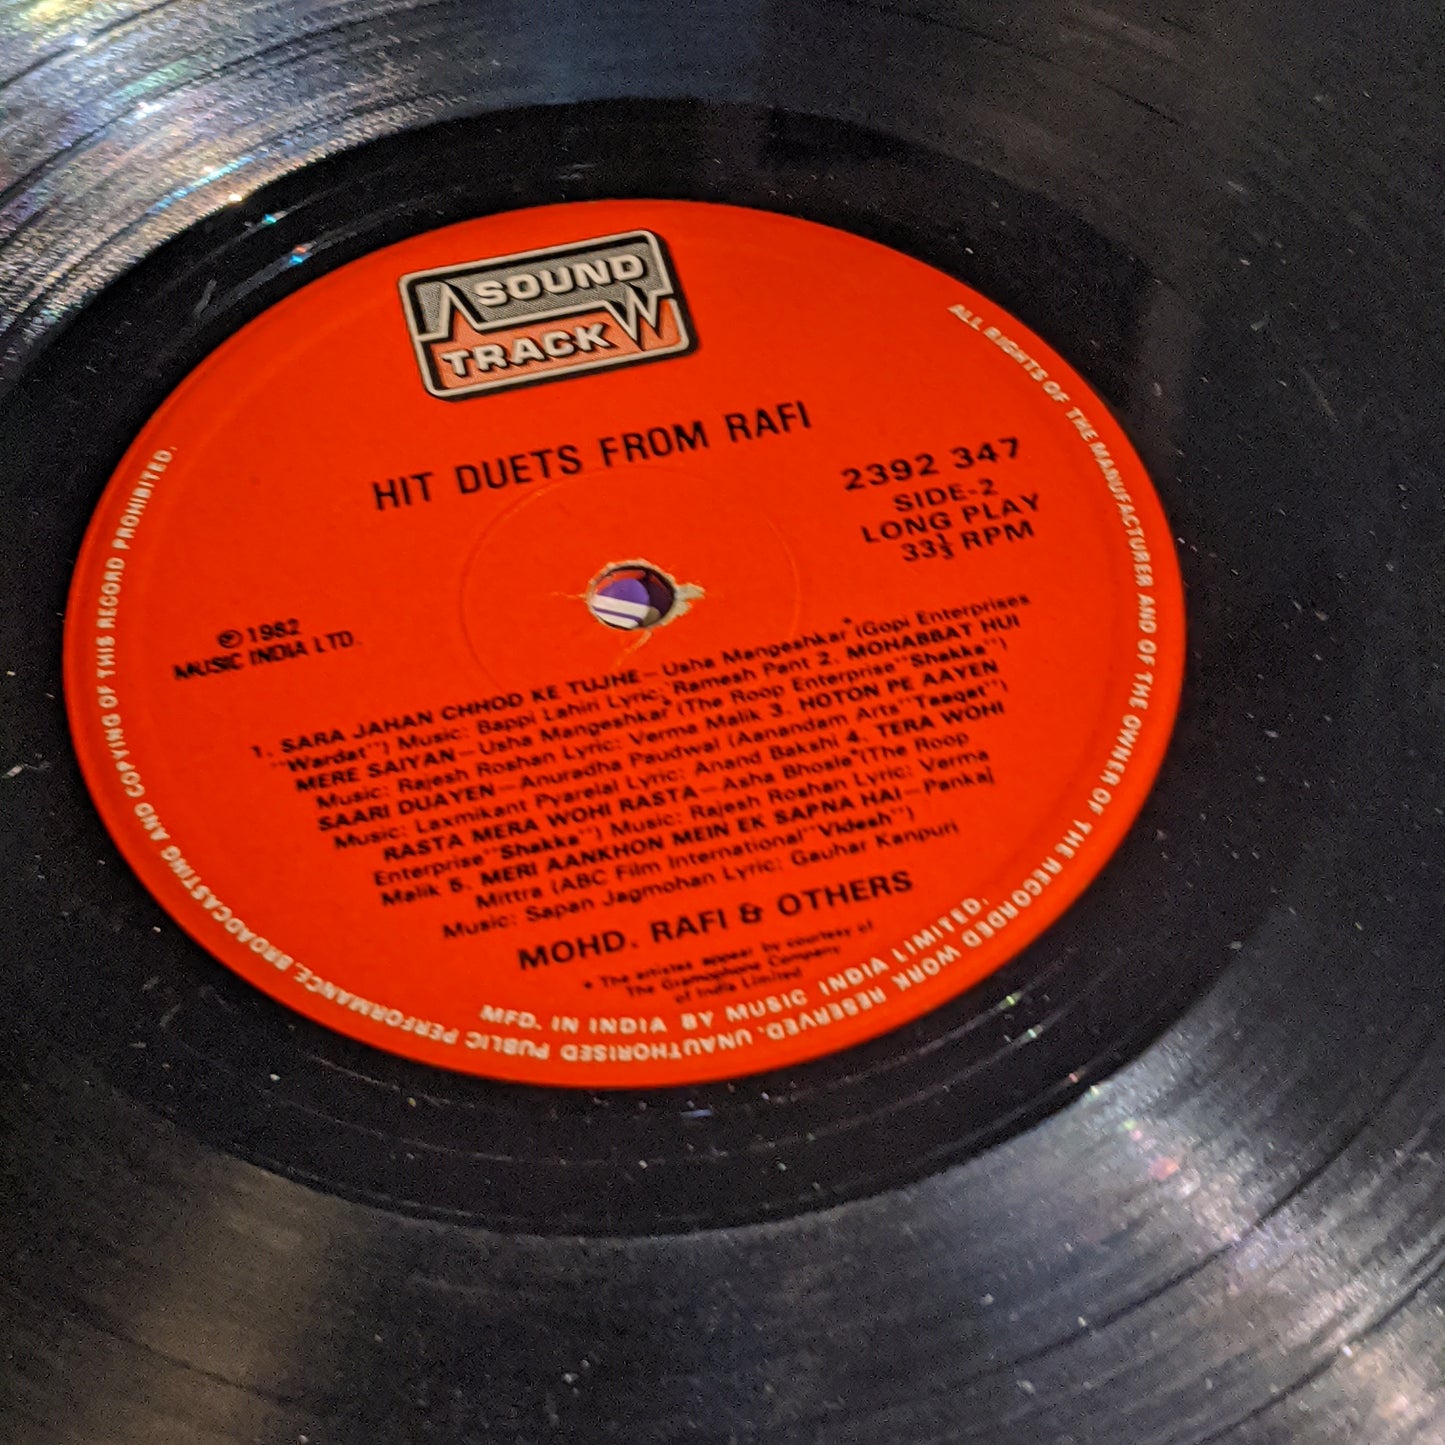 SOUND
TRACK
HIT DUETS FROM RAFI
2392 347
SIDE-2
LONG PLAY
33⅓ RPM
℗ 1982
MUSIC INDIA LTD.
1. SARA JAHAN CHHOD KE TUJHE—Usha Mangeshkar* (Gopi Enterprises
"Wardat") Music: Bappi Lahiri Lyric: Ramesh Pant 2. MOHABBAT HUI
MERE SAIYAN—Usha Mangeshkar* (The Roop Enterprise "Shakka")
Music: Rajesh Roshan Lyric: Verma Malik 3. HOTON PE AAYEN
SAARI DUAYEN—Anuradha Paudwal (Aanandam Arts "Taaqat")
Music: Laxmikant Pyarelal Lyric: Anand Bakshi 4. TERA WOHI
RASTA MERA WOHI RASTA—Asha Bhosle* (The Roop
Enterprise "Shakka") Music: Rajesh Roshan Lyric: Verma
Malik 5. MERI AANKHON MEIN EK SAPNA HAI—Pankaj
Mittra (ABC Film International "Videsh")
Music: Sapan Jagmohan Lyric: Gauhar Kanpuri
MOHD. RAFI & OTHERS
* The artistes appear by courtesy of
The Gramophone Company
of India Limited
MFD. IN INDIA BY MUSIC INDIA LIMITED.
ALL RIGHTS OF THE MANUFACTURER AND OF THE OWNER OF THE RECORDED WORK RESERVED. UNAUTHORISED PUBLIC PERFORMANCE, BROADCASTING AND COPYING OF THIS RECORD PROHIBITED.